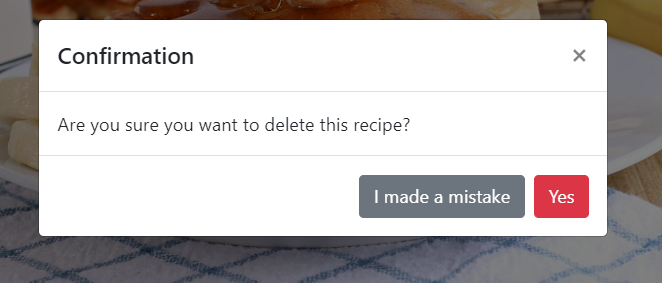 Confirmation ×
Are you sure you want to delete this recipe?
I made a mistake Yes